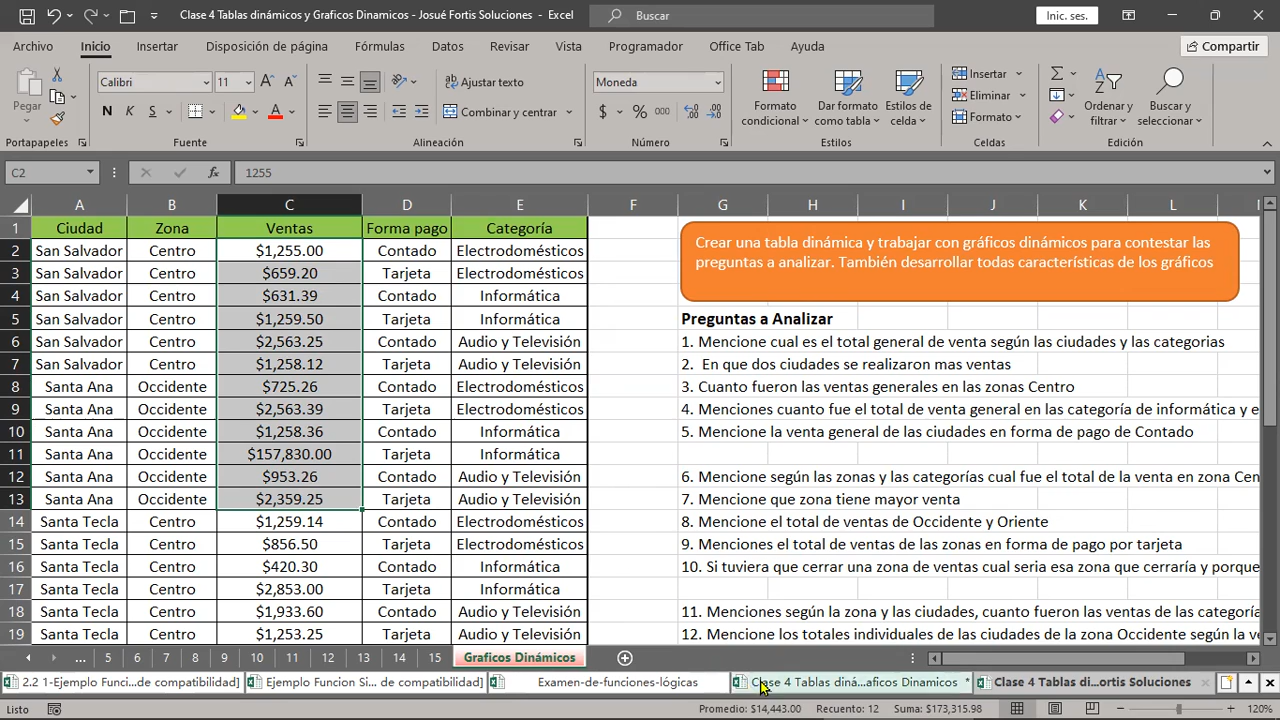 Clase 4 Tablas dinámicos y Graficos Dinamicos - Josué Fortis Soluciones - Excel
Buscar
Inic. ses.
Archivo Inicio Insertar Disposición de página Fórmulas Datos Revisar Vista Programador Office Tab Ayuda Compartir
Pegar
Calibri 11
N K S
Ajustar texto
Combinar y centrar
Moneda
$ % 000
Formato condicional
Dar formato como tabla
Estilos de celda
Insertar
Eliminar
Formato
Ordenar y filtrar
Buscar y seleccionar
Portapapeles Fuente Alineación Número Estilos Celdas Edición
C2 fx 1255
A B C D E F G H I J K L
1 Ciudad Zona Ventas Forma pago Categoría
2 San Salvador Centro $1,255.00 Contado Electrodomésticos
3 San Salvador Centro $659.20 Tarjeta Electrodomésticos
4 San Salvador Centro $631.39 Contado Informática
5 San Salvador Centro $1,259.50 Tarjeta Informática
6 San Salvador Centro $2,563.25 Contado Audio y Televisión
7 San Salvador Centro $1,258.12 Tarjeta Audio y Televisión
8 Santa Ana Occidente $725.26 Contado Electrodomésticos
9 Santa Ana Occidente $2,563.39 Tarjeta Electrodomésticos
10 Santa Ana Occidente $1,258.36 Contado Informática
11 Santa Ana Occidente $157,830.00 Tarjeta Informática
12 Santa Ana Occidente $953.26 Contado Audio y Televisión
13 Santa Ana Occidente $2,359.25 Tarjeta Audio y Televisión
14 Santa Tecla Centro $1,259.14 Contado Electrodomésticos
15 Santa Tecla Centro $856.50 Tarjeta Electrodomésticos
16 Santa Tecla Centro $420.30 Contado Informática
17 Santa Tecla Centro $2,853.00 Tarjeta Informática
18 Santa Tecla Centro $1,933.60 Contado Audio y Televisión
19 Santa Tecla Centro $1,253.25 Tarjeta Audio y Televisión
Crear una tabla dinámica y trabajar con gráficos dinámicos para contestar las
preguntas a analizar. También desarrollar todas características de los gráficos
Preguntas a Analizar
1. Mencione cual es el total general de venta según las ciudades y las categorias
2. En que dos ciudades se realizaron mas ventas
3. Cuanto fueron las ventas generales en las zonas Centro
4. Menciones cuanto fue el total de venta general en las categoría de informática y e
5. Mencione la venta general de las ciudades en forma de pago de Contado
6. Mencione según las zonas y las categorías cual fue el total de la venta en zona Cen
7. Mencione que zona tiene mayor venta
8. Mencione el total de ventas de Occidente y Oriente
9. Menciones el total de ventas de las zonas en forma de pago por tarjeta
10. Si tuviera que cerrar una zona de ventas cual seria esa zona que cerraría y porque
11. Menciones según la zona y las ciudades, cuanto fueron las ventas de las categoría
12. Mencione los totales individuales de las ciudades de la zona Occidente según la ve
... 5 6 7 8 9 10 11 12 13 14 15 Graficos Dinámicos
2.2 1-Ejemplo Funci...de compatibilidad] Ejemplo Funcion Si... de compatibilidad] Examen-de-funciones-lógicas Clase 4 Tablas diná...aficos Dinamicos * Clase 4 Tablas di...ortis Soluciones
Listo Promedio: $14,443.00 Recuento: 12 Suma: $173,315.98 120%